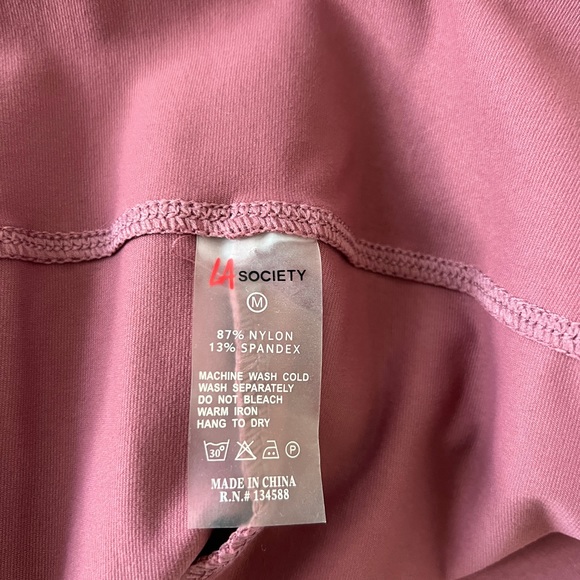 LA SOCIETY
M
87% NYLON
13% SPANDEX
MACHINE WASH COLD
WASH SEPARATELY
DO NOT BLEACH
WARM IRON
HANG TO DRY
30° P
MADE IN CHINA
R.N.# 134588